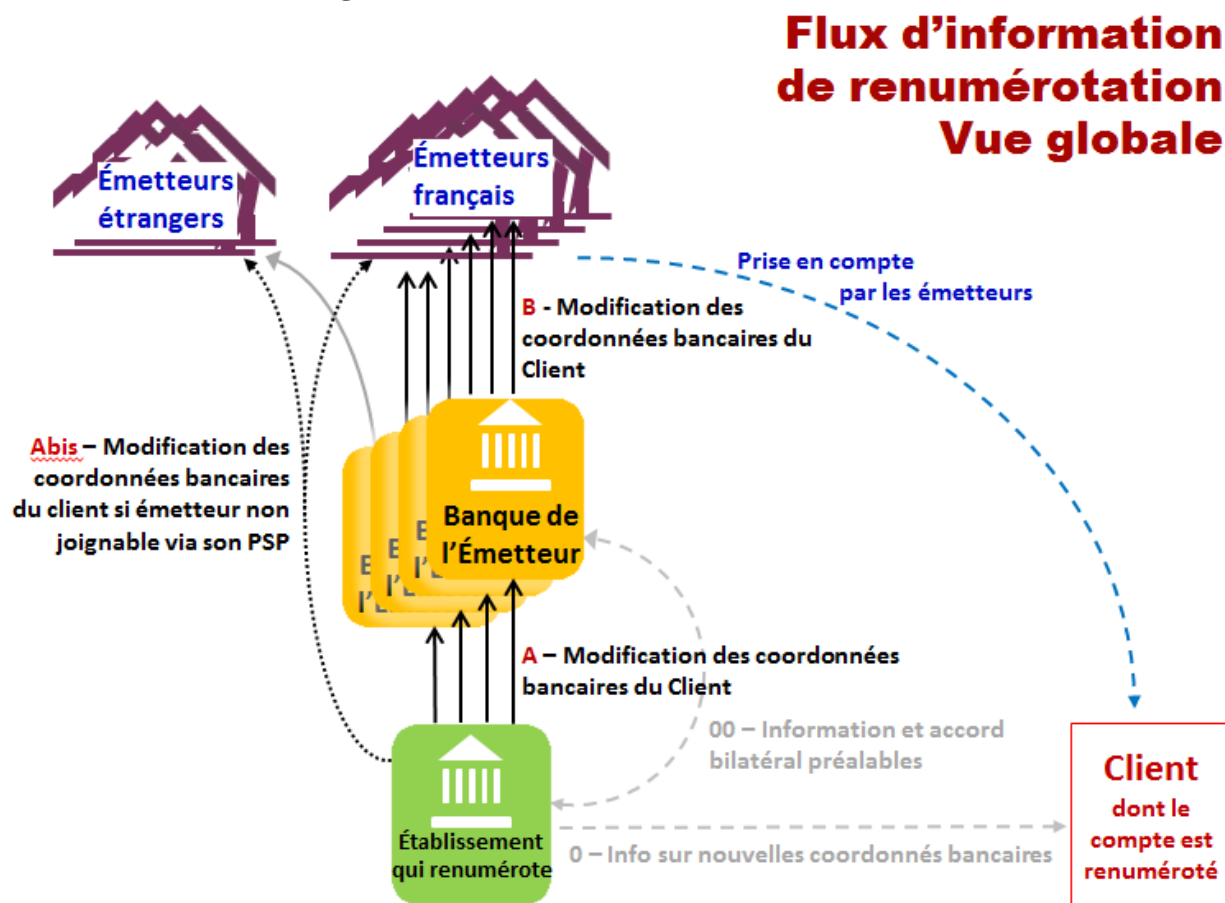 Flux d'information
de renumérotation
Vue globale
Émetteurs
étrangers
Émetteurs
français
Prise en compte
par les émetteurs
B - Modification des
coordonnées bancaires du
Client
Abis – Modification des
coordonnées bancaires
du client si émetteur non
joignable via son PSP
Banque de
l'Émetteur
A – Modification des coordonnées
bancaires du Client
00 – Information et accord
bilatéral préalables
Établissement
qui renumérote
0 – Info sur nouvelles coordonnés bancaires
Client
dont le
compte est
renuméroté